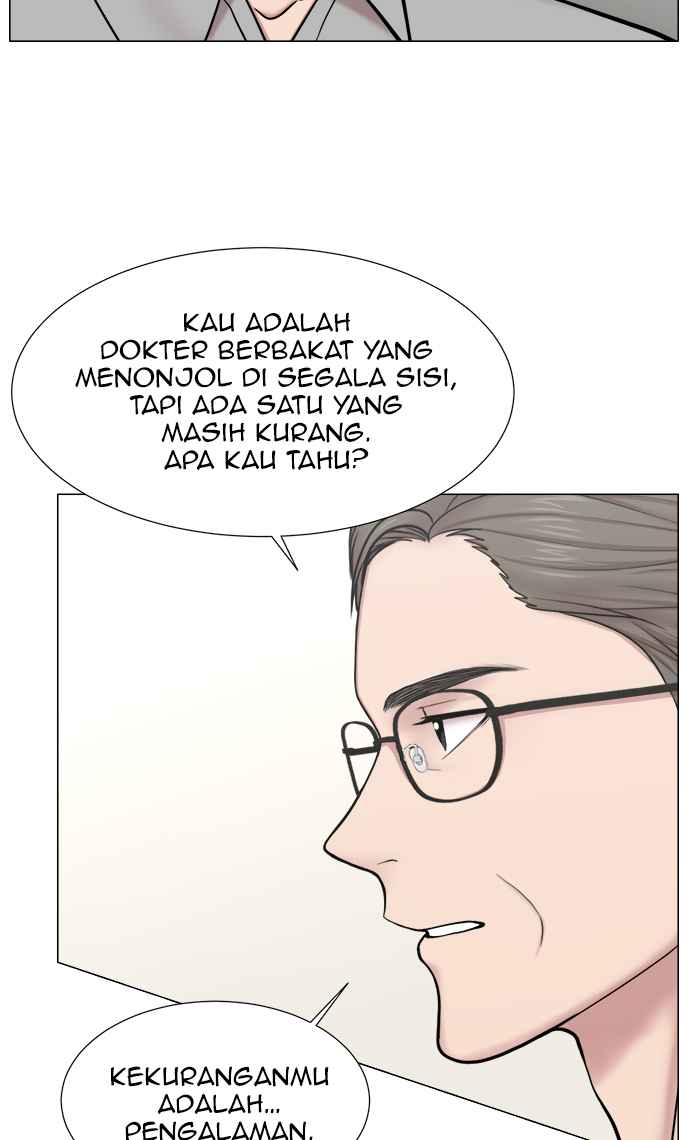 KAU ADALAH
DOKTER BERBAKAT YANG
MENONJOL DI SEGALA SISI,
TAPI ADA SATU YANG
MASIH KURANG.
APA KAU TAHU?
KEKURANGANMU
ADALAH...
PENGALAMAN,